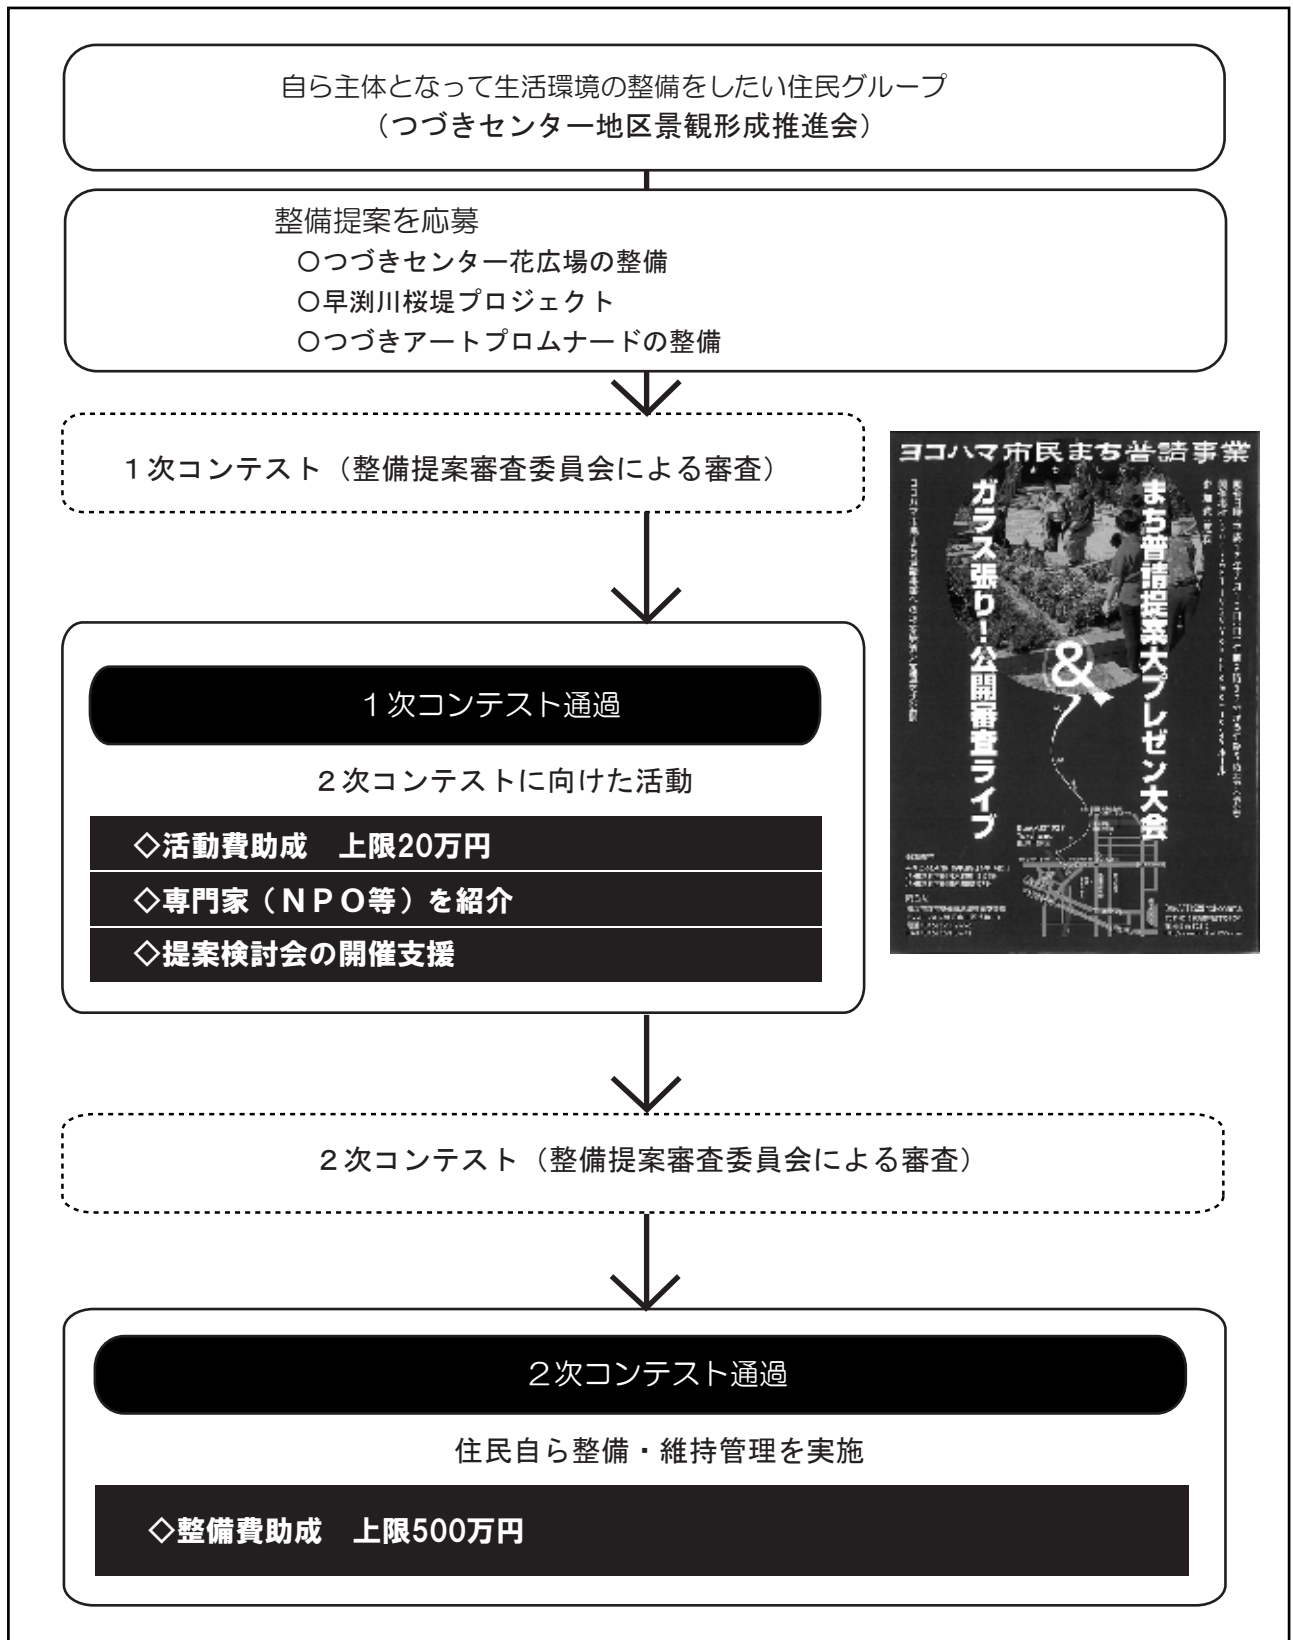 自ら主体となって生活環境の整備をしたい住民グループ
（つづきセンター地区景観形成推進会）
整備提案を応募
○つづきセンター花広場の整備
○早渕川桜堤プロジェクト
○つづきアートプロムナードの整備
１次コンテスト（整備提案審査委員会による審査）
ヨコハマ市民まち普請事業
まち普請提案大プレゼン大会
&
ガラス張り！公開審査ライブ
１次コンテスト通過
２次コンテストに向けた活動
◇活動費助成　上限20万円
◇専門家（ＮＰＯ等）を紹介
◇提案検討会の開催支援
２次コンテスト（整備提案審査委員会による審査）
２次コンテスト通過
住民自ら整備・維持管理を実施
◇整備費助成　上限500万円